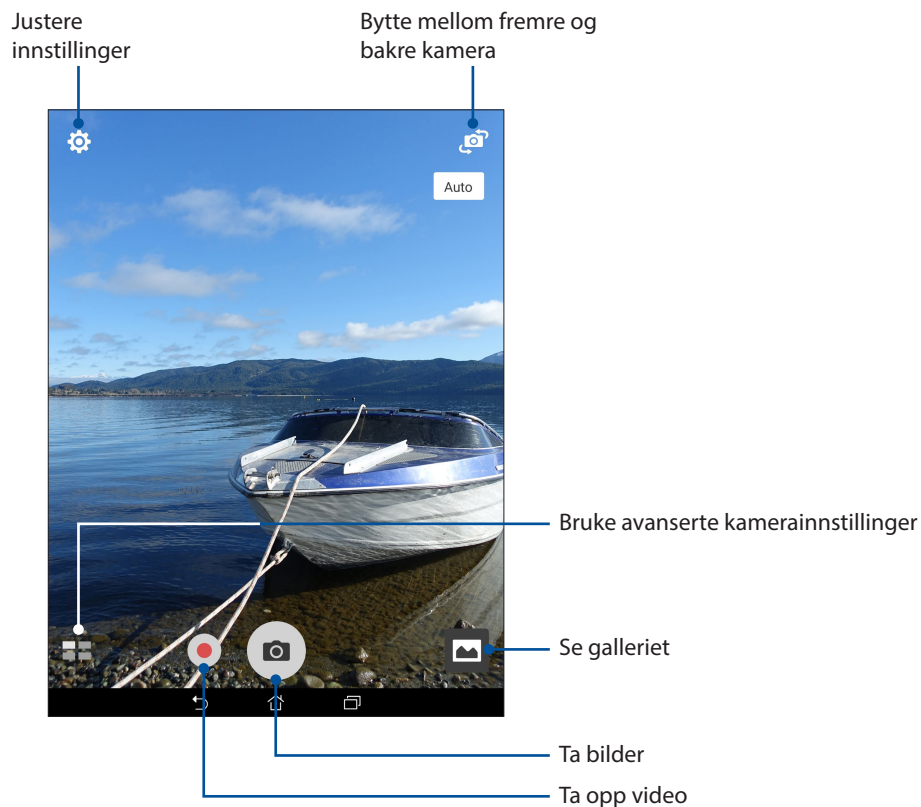 Justere
innstillinger
Bytte mellom fremre og
bakre kamera
Auto
Bruke avanserte kamerainnstillinger
Se galleriet
Ta bilder
Ta opp video